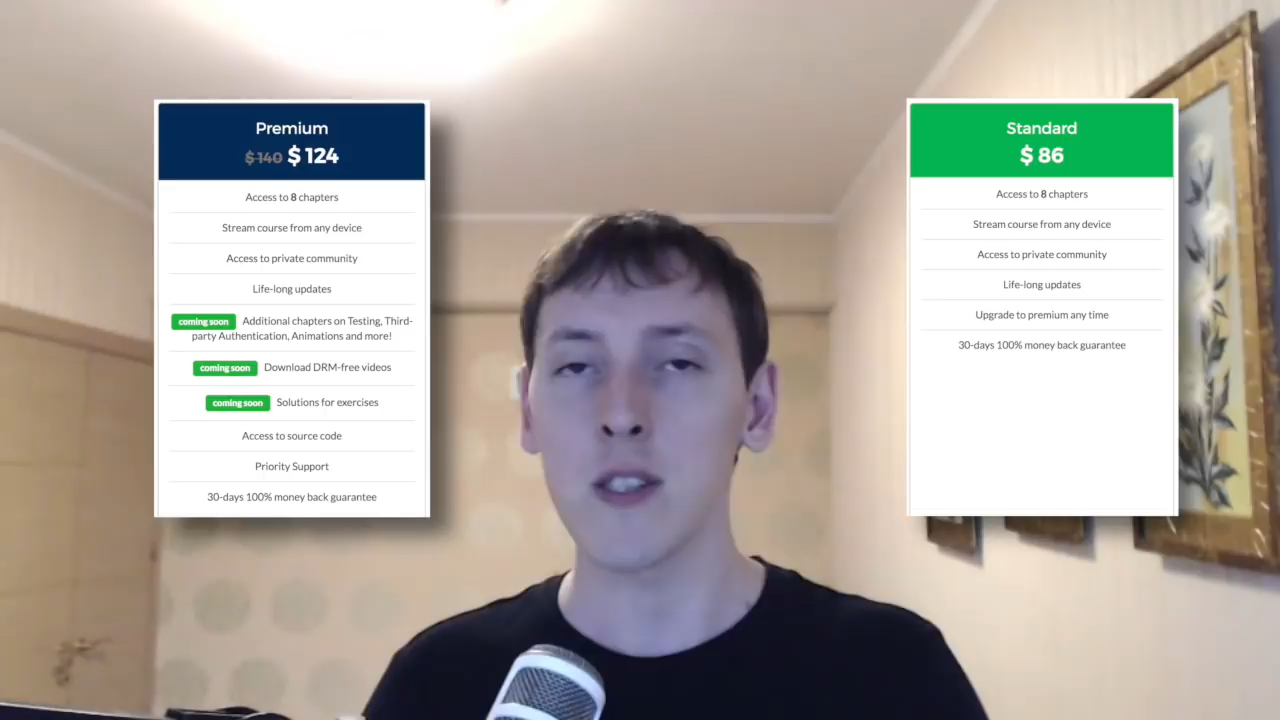 Premium
$ 140 $ 124
Access to 8 chapters
Stream course from any device
Access to private community
Life-long updates
coming soon Additional chapters on Testing, Third-
party Authentication, Animations and more!
coming soon Download DRM-free videos
coming soon Solutions for exercises
Access to source code
Priority Support
30-days 100% money back guarantee
Standard
$ 86
Access to 8 chapters
Stream course from any device
Access to private community
Life-long updates
Upgrade to premium any time
30-days 100% money back guarantee